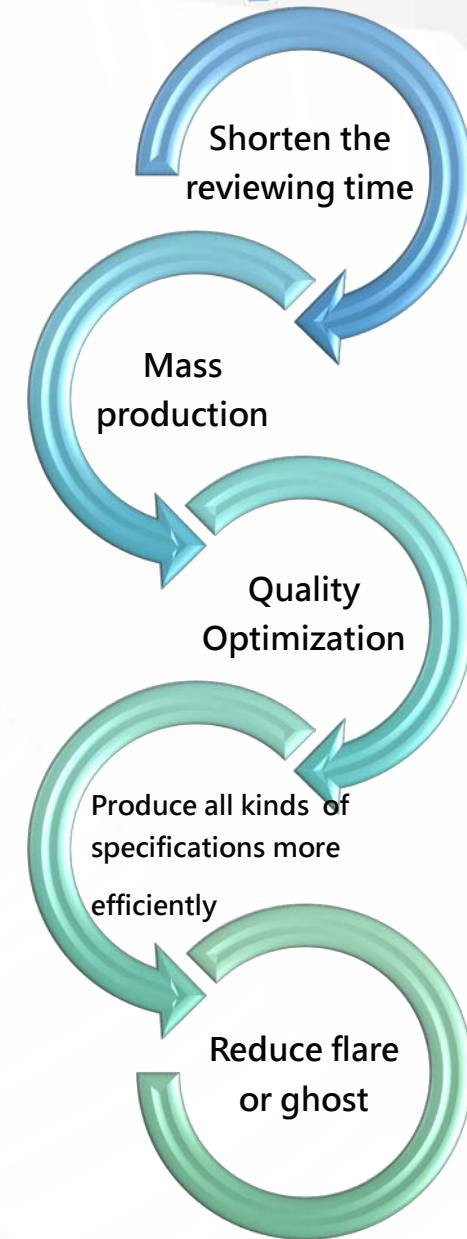 Shorten the
reviewing time
Mass
production
Quality
Optimization
Produce all kinds of
specifications more
efficiently
Reduce flare
or ghost